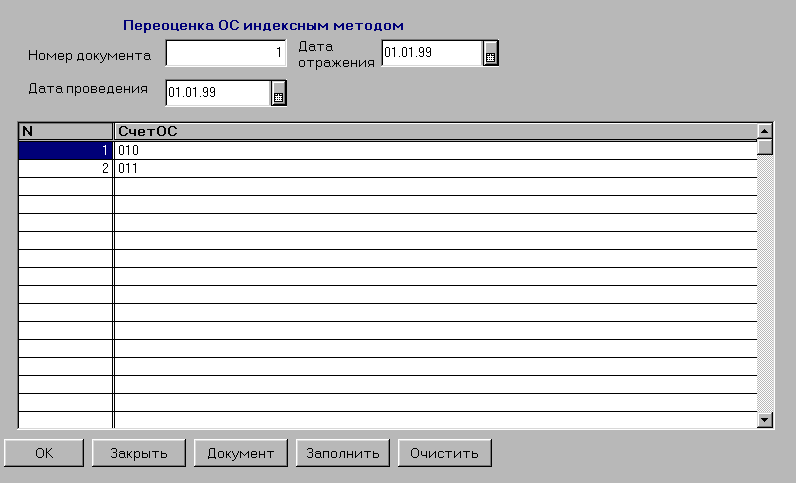 Переоценка ОС индексным методом
Номер документа 1 Дата отражения 01.01.99
Дата проведения 01.01.99
N СчетОС
1 010
2 011
OK Закрыть Документ Заполнить Очистить